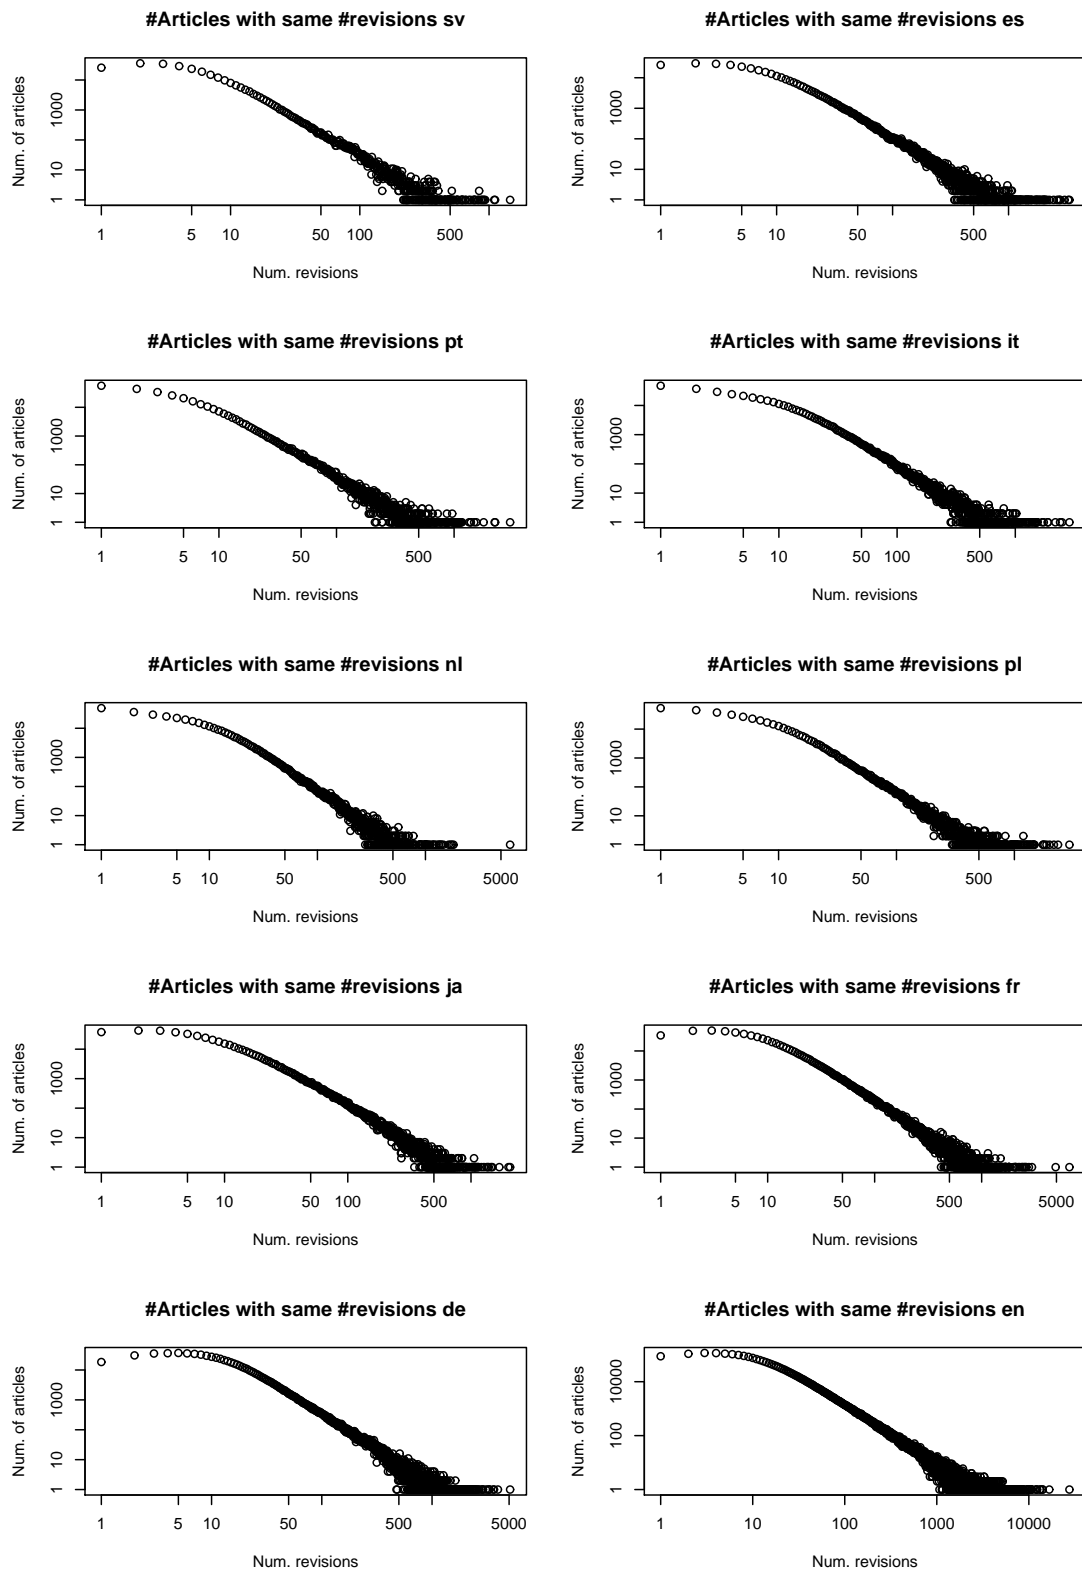 #Articles with same #revisions sv
Num. of articles
1000
10
1
1 5 10 50 100 500
Num. revisions
#Articles with same #revisions es
Num. of articles
1000
10
1
1 5 10 50 500
Num. revisions
#Articles with same #revisions pt
Num. of articles
1000
10
1
1 5 10 50 500
Num. revisions
#Articles with same #revisions it
Num. of articles
1000
10
1
1 5 10 50 100 500
Num. revisions
#Articles with same #revisions nl
Num. of articles
1000
10
1
1 5 10 50 500 5000
Num. revisions
#Articles with same #revisions pl
Num. of articles
1000
10
1
1 5 10 50 500
Num. revisions
#Articles with same #revisions ja
Num. of articles
1000
10
1
1 5 10 50 100 500
Num. revisions
#Articles with same #revisions fr
Num. of articles
1000
10
1
1 5 10 50 500 5000
Num. revisions
#Articles with same #revisions de
Num. of articles
1000
10
1
1 5 10 50 500 5000
Num. revisions
#Articles with same #revisions en
Num. of articles
10000
100
1
1 10 100 1000 10000
Num. revisions